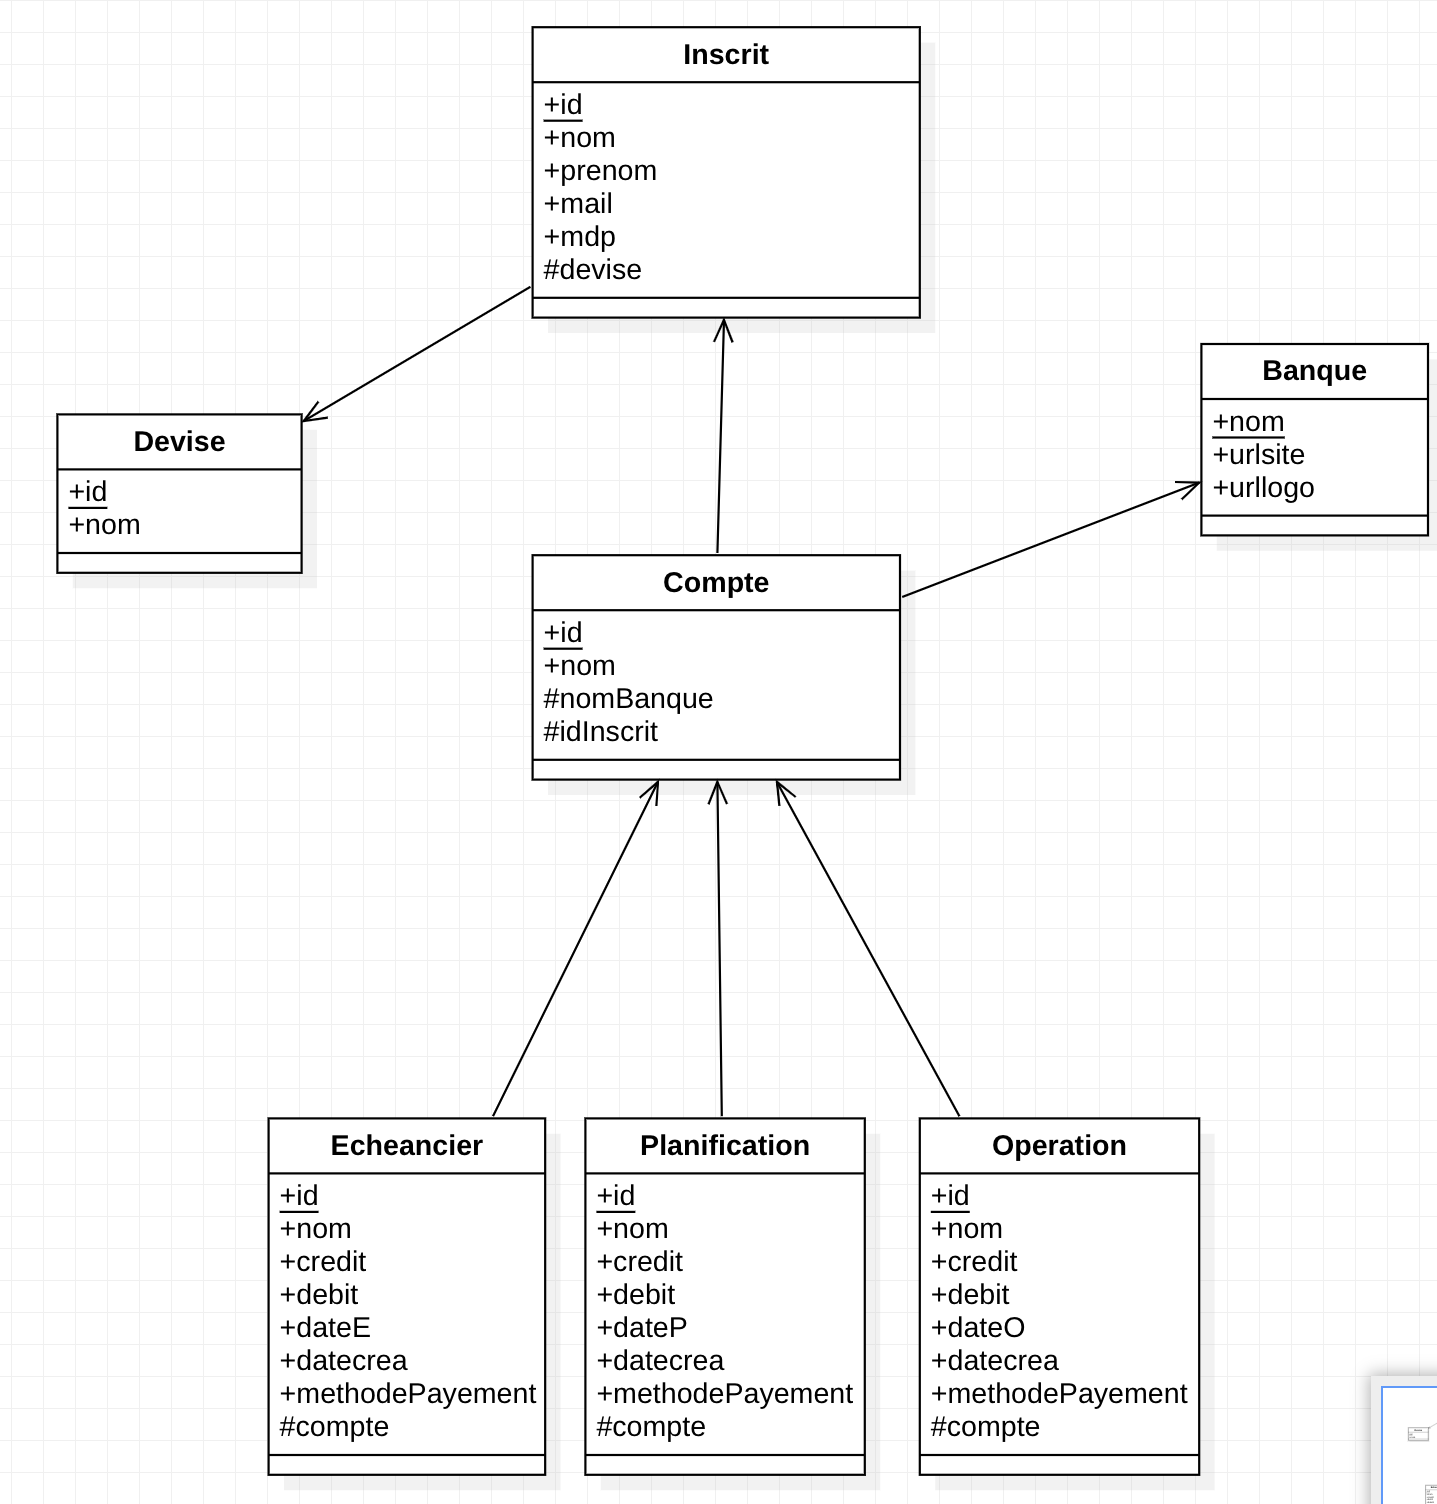 Inscrit
+id
+nom
+prenom
+mail
+mdp
#devise
Banque
+nom
+urlsite
+urllogo
Devise
+id
+nom
Compte
+id
+nom
#nomBanque
#idInscrit
Echeancier
+id
+nom
+credit
+debit
+dateE
+datecrea
+methodePayement
#compte
Planification
+id
+nom
+credit
+debit
+dateP
+datecrea
+methodePayement
#compte
Operation
+id
+nom
+credit
+debit
+dateO
+datecrea
+methodePayement
#compte